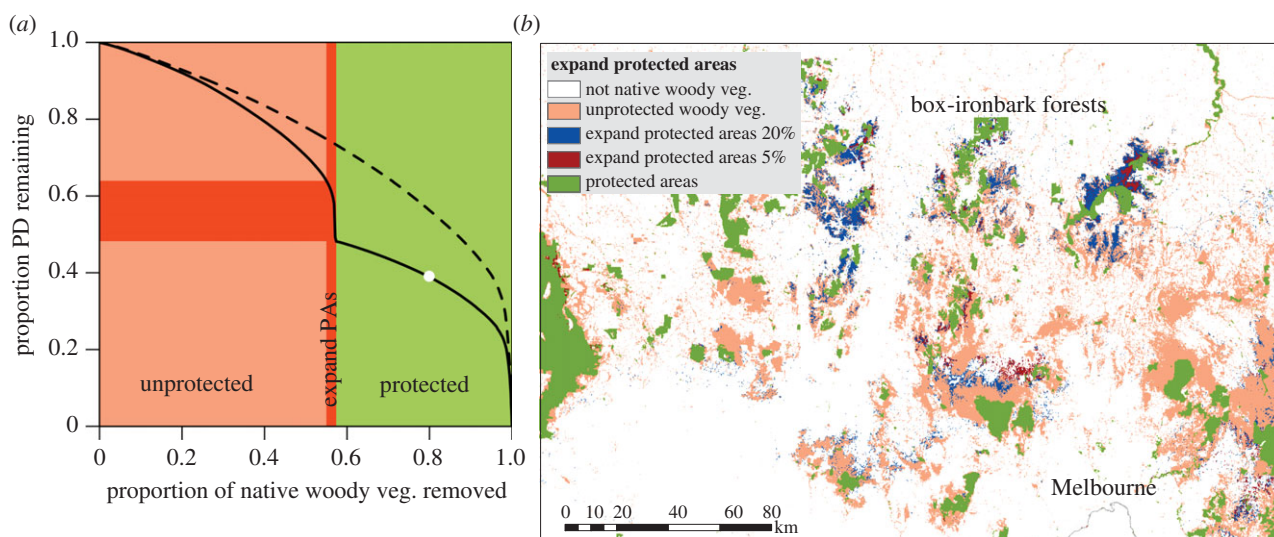 (a)
1.0
0.8
0.6
0.4
0.2
0
proportion PD remaining
unprotected
expand PAs
protected
0 0.2 0.4 0.6 0.8 1.0
proportion of native woody veg. removed
(b)
expand protected areas
not native woody veg.
unprotected woody veg.
expand protected areas 20%
expand protected areas 5%
protected areas
box-ironbark forests
Melbourne
0 10 20 40 60 80
km